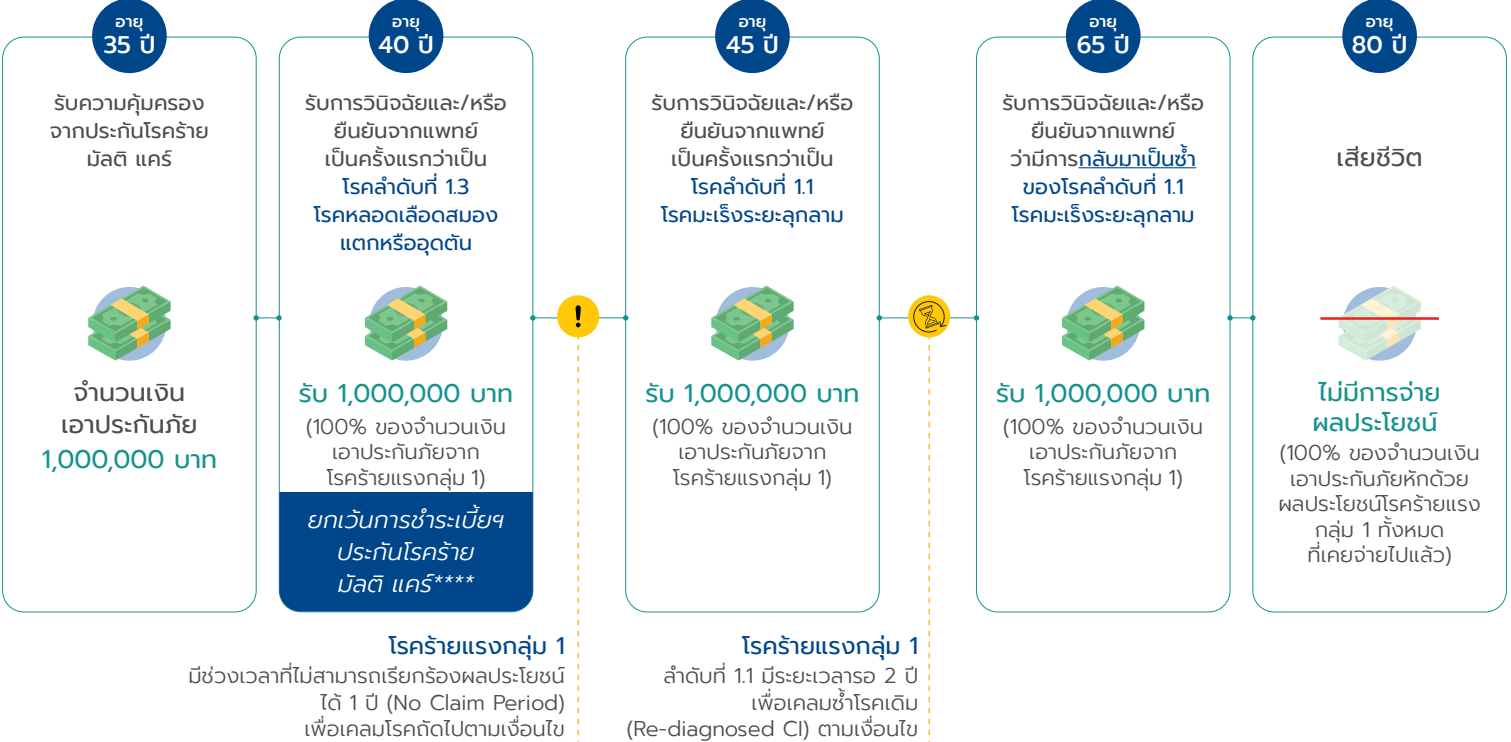 อายุ
35 ปี
รับความคุ้มครอง
จากประกันโรคร้าย
มัลติ แคร์
จำนวนเงิน
เอาประกันภัย
1,000,000 บาท
อายุ
40 ปี
รับการวินิจฉัยและ/หรือ
ยืนยันจากแพทย์
เป็นครั้งแรกว่าเป็น
โรคลำดับที่ 1.3
โรคหลอดเลือดสมอง
แตกหรืออุดตัน
รับ 1,000,000 บาท
(100% ของจำนวนเงิน
เอาประกันภัยจาก
โรคร้ายแรงกลุ่ม 1)
ยกเว้นการชำระเบี้ยฯ
ประกันโรคร้าย
มัลติ แคร์****
!
โรคร้ายแรงกลุ่ม 1
มีช่วงเวลาที่ไม่สามารถเรียกร้องผลประโยชน์
ได้ 1 ปี (No Claim Period)
เพื่อเคลมโรคถัดไปตามเงื่อนไข
อายุ
45 ปี
รับการวินิจฉัยและ/หรือ
ยืนยันจากแพทย์
เป็นครั้งแรกว่าเป็น
โรคลำดับที่ 1.1
โรคมะเร็งระยะลุกลาม
รับ 1,000,000 บาท
(100% ของจำนวนเงิน
เอาประกันภัยจาก
โรคร้ายแรงกลุ่ม 1)
โรคร้ายแรงกลุ่ม 1
ลำดับที่ 1.1 มีระยะเวลารอ 2 ปี
เพื่อเคลมซ้ำโรคเดิม
(Re-diagnosed CI) ตามเงื่อนไข
อายุ
65 ปี
รับการวินิจฉัยและ/หรือ
ยืนยันจากแพทย์
ว่ามีการกลับมาเป็นซ้ำ
ของโรคลำดับที่ 1.1
โรคมะเร็งระยะลุกลาม
รับ 1,000,000 บาท
(100% ของจำนวนเงิน
เอาประกันภัยจาก
โรคร้ายแรงกลุ่ม 1)
อายุ
80 ปี
เสียชีวิต
ไม่มีการจ่าย
ผลประโยชน์
(100% ของจำนวนเงิน
เอาประกันภัยหักด้วย
ผลประโยชน์โรคร้ายแรง
กลุ่ม 1 ทั้งหมด
ที่เคยจ่ายไปแล้ว)